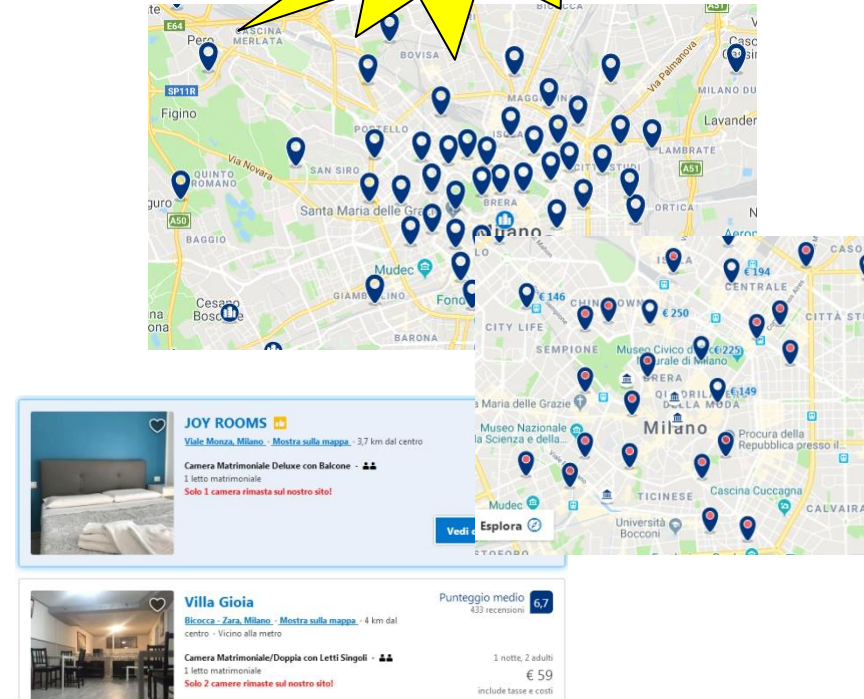 BICOCCA
A51
E64
CASCINA
MERLATA
Pero
BOVISA
Via Palmanova
SP11R
MILANO DU
Figino
Lavander
PORTELLO
LAMBRATE
Via Novara
SAN SIRO
CITTÀ STUDI
A51
QUINTO
ROMANO
BRERA
Santa Maria delle Grazie
ORTICA
A50
BAGGIO
Milano
Mudec
Cesano
Boscone
GIAMBELLINO
BARONA
ISOLA
€ 194
CENTRALE
€ 146
CHINATOWN
€ 250
CITTÀ ST
CITY LIFE
SEMPIONE
Museo Civico di
€ 225
Naturale di Milano
BRERA
€ 149
QUADRILATERO
DELLA MODA
a Maria delle Grazie
Milano
Museo Nazionale
la Scienza e della...
Procura della
Repubblica presso il...
TICINESE
Cascina Cuccagna
Mudec
CALVAIRA
Esplora
Università
Bocconi
JOY ROOMS
Viale Monza, Milano - Mostra sulla mappa - 3,7 km dal centro
Camera Matrimoniale Deluxe con Balcone -
1 letto matrimoniale
Solo 1 camera rimasta sul nostro sito!
Vedi
Villa Gioia
Punteggio medio 6,7
433 recensioni
Bicocca - Zara, Milano - Mostra sulla mappa - 4 km dal
centro - Vicino alla metro
Camera Matrimoniale/Doppia con Letti Singoli -
1 notte, 2 adulti
1 letto matrimoniale
€ 59
Solo 2 camere rimaste sul nostro sito!
include tasse e costi